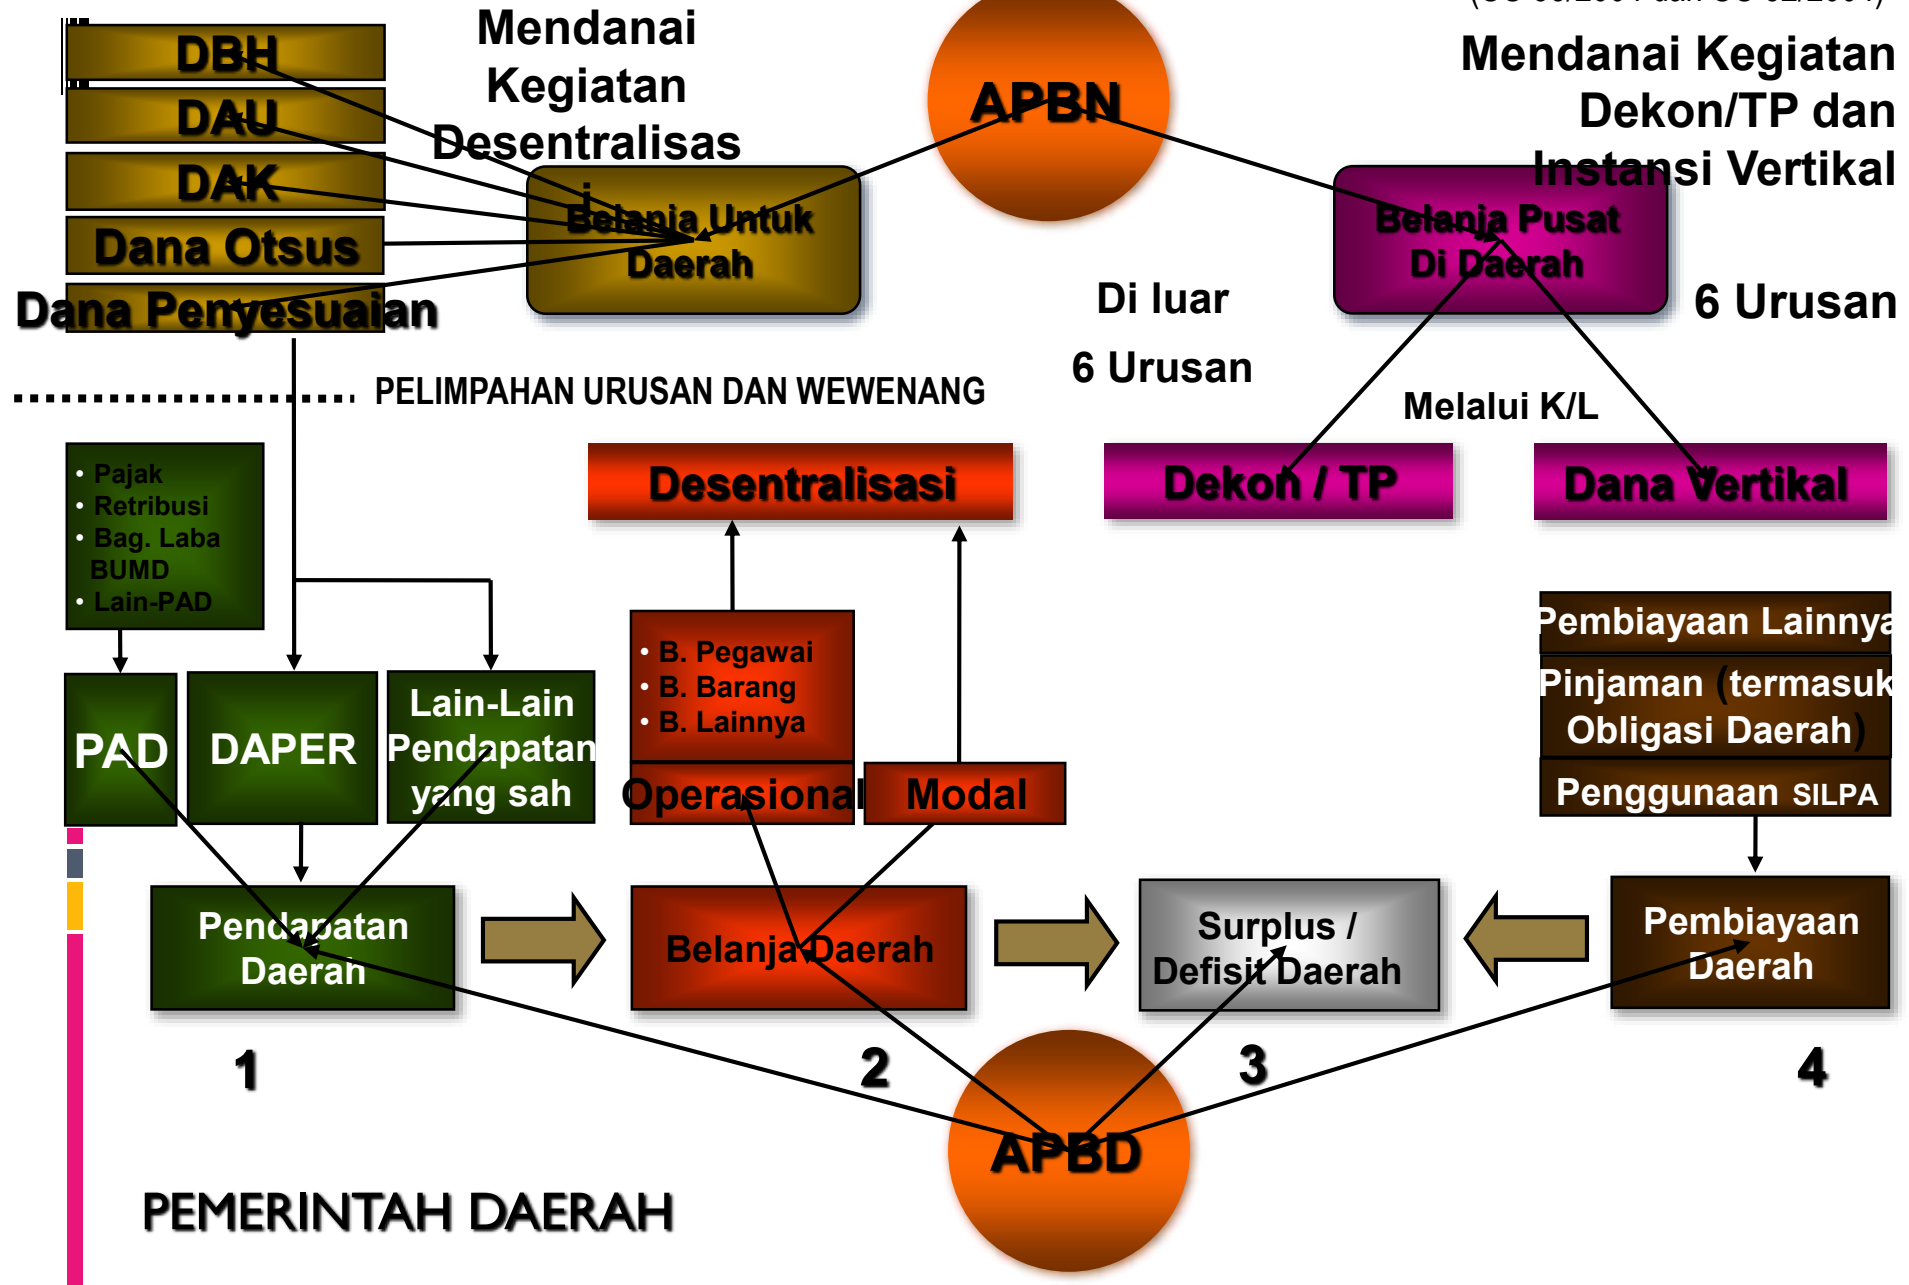 DBH
DAU
DAK
Dana Otsus
Dana Penyesuaian
Mendanai
Kegiatan
Desentralisas
i
Belanja Untuk
Daerah
APBN
Mendanai Kegiatan
Dekon/TP dan
Instansi Vertikal
Belanja Pusat
Di Daerah
Di luar
6 Urusan
6 Urusan
Melalui K/L
PELIMPAHAN URUSAN DAN WEWENANG
• Pajak
• Retribusi
• Bag. Laba
BUMD
• Lain-PAD
Desentralisasi
Dekon / TP
Dana Vertikal
PAD
DAPER
Lain-Lain
Pendapatan
yang sah
• B. Pegawai
• B. Barang
• B. Lainnya
Operasional
Modal
Pembiayaan Lainnya
Pinjaman (termasuk
Obligasi Daerah)
Penggunaan SILPA
Pendapatan
Daerah
Belanja Daerah
Surplus /
Defisit Daerah
Pembiayaan
Daerah
1
2
3
4
APBD
PEMERINTAH DAERAH